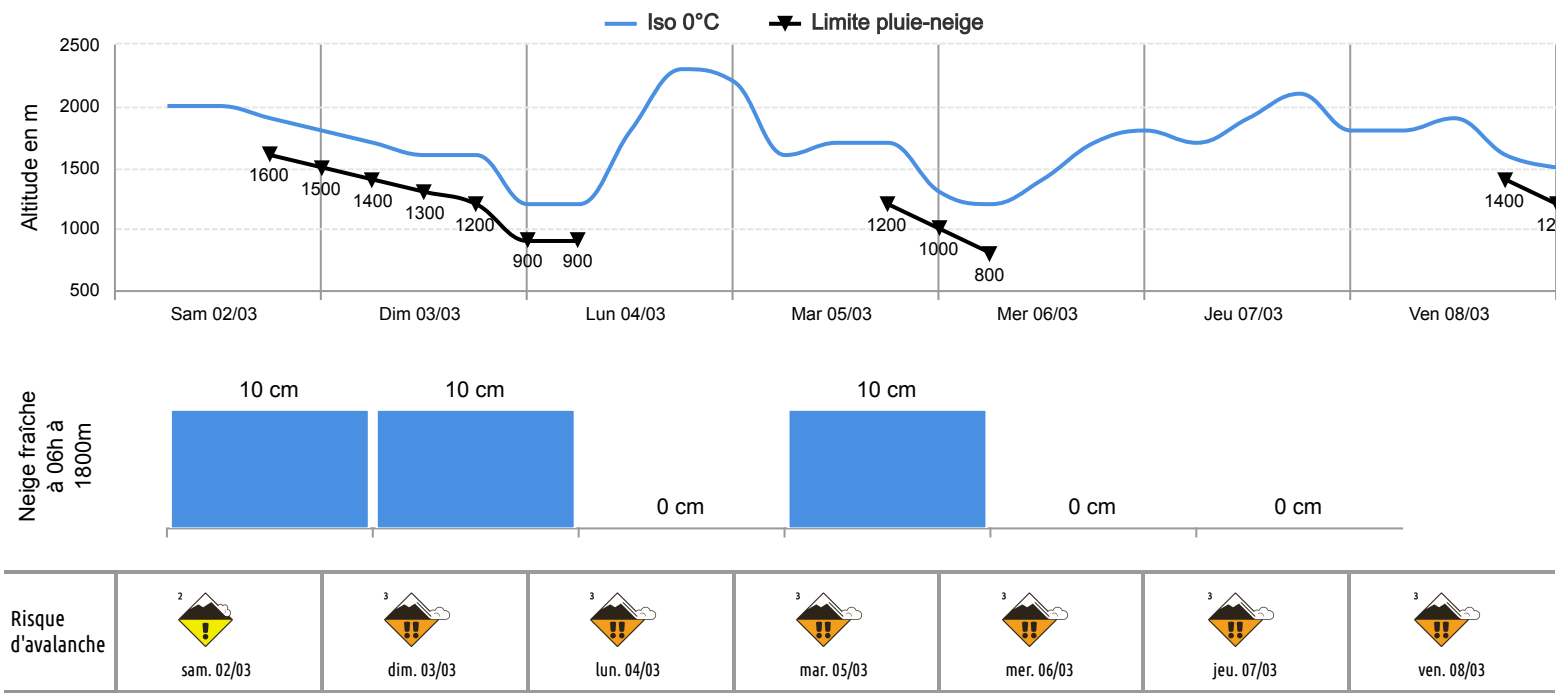 Iso 0°C Limite pluie-neige
Altitude en m
2500
2000
1500
1000
500
1600 1500 1400 1300 1200 900 900 1200 1000 800 1400 12
Sam 02/03 Dim 03/03 Lun 04/03 Mar 05/03 Mer 06/03 Jeu 07/03 Ven 08/03
Neige fraîche
à 06h à
1800m
10 cm 10 cm 0 cm 10 cm 0 cm 0 cm
Risque
d'avalanche
2 3 3 3 3 3 3
! !! !! !! !! !! !!
sam. 02/03 dim. 03/03 lun. 04/03 mar. 05/03 mer. 06/03 jeu. 07/03 ven. 08/03